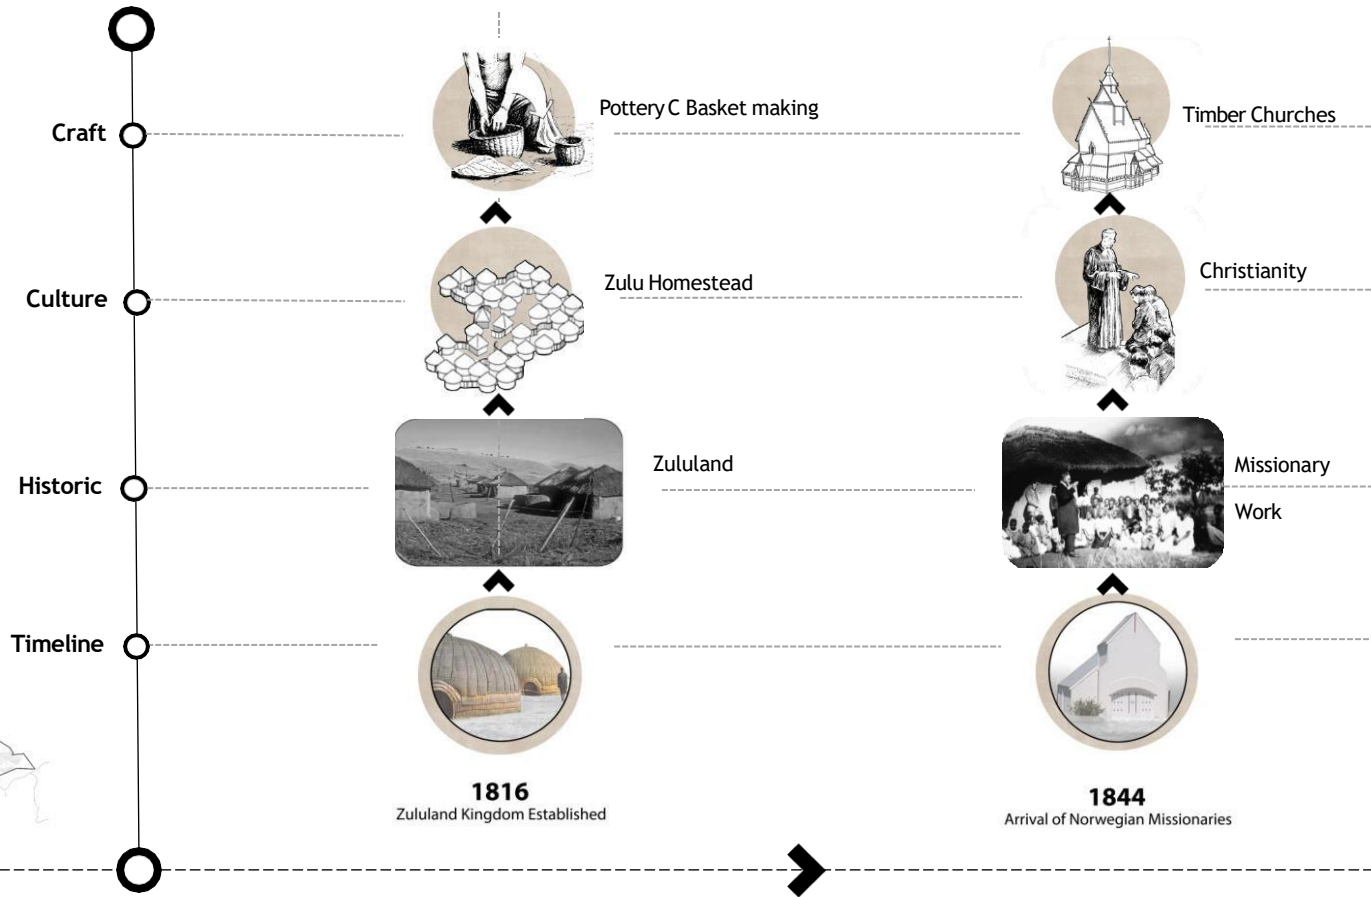 Craft
Pottery C Basket making
Timber Churches
Culture
Zulu Homestead
Christianity
Historic
Zululand
Missionary
Work
Timeline
1816
Zululand Kingdom Established
1844
Arrival of Norwegian Missionaries